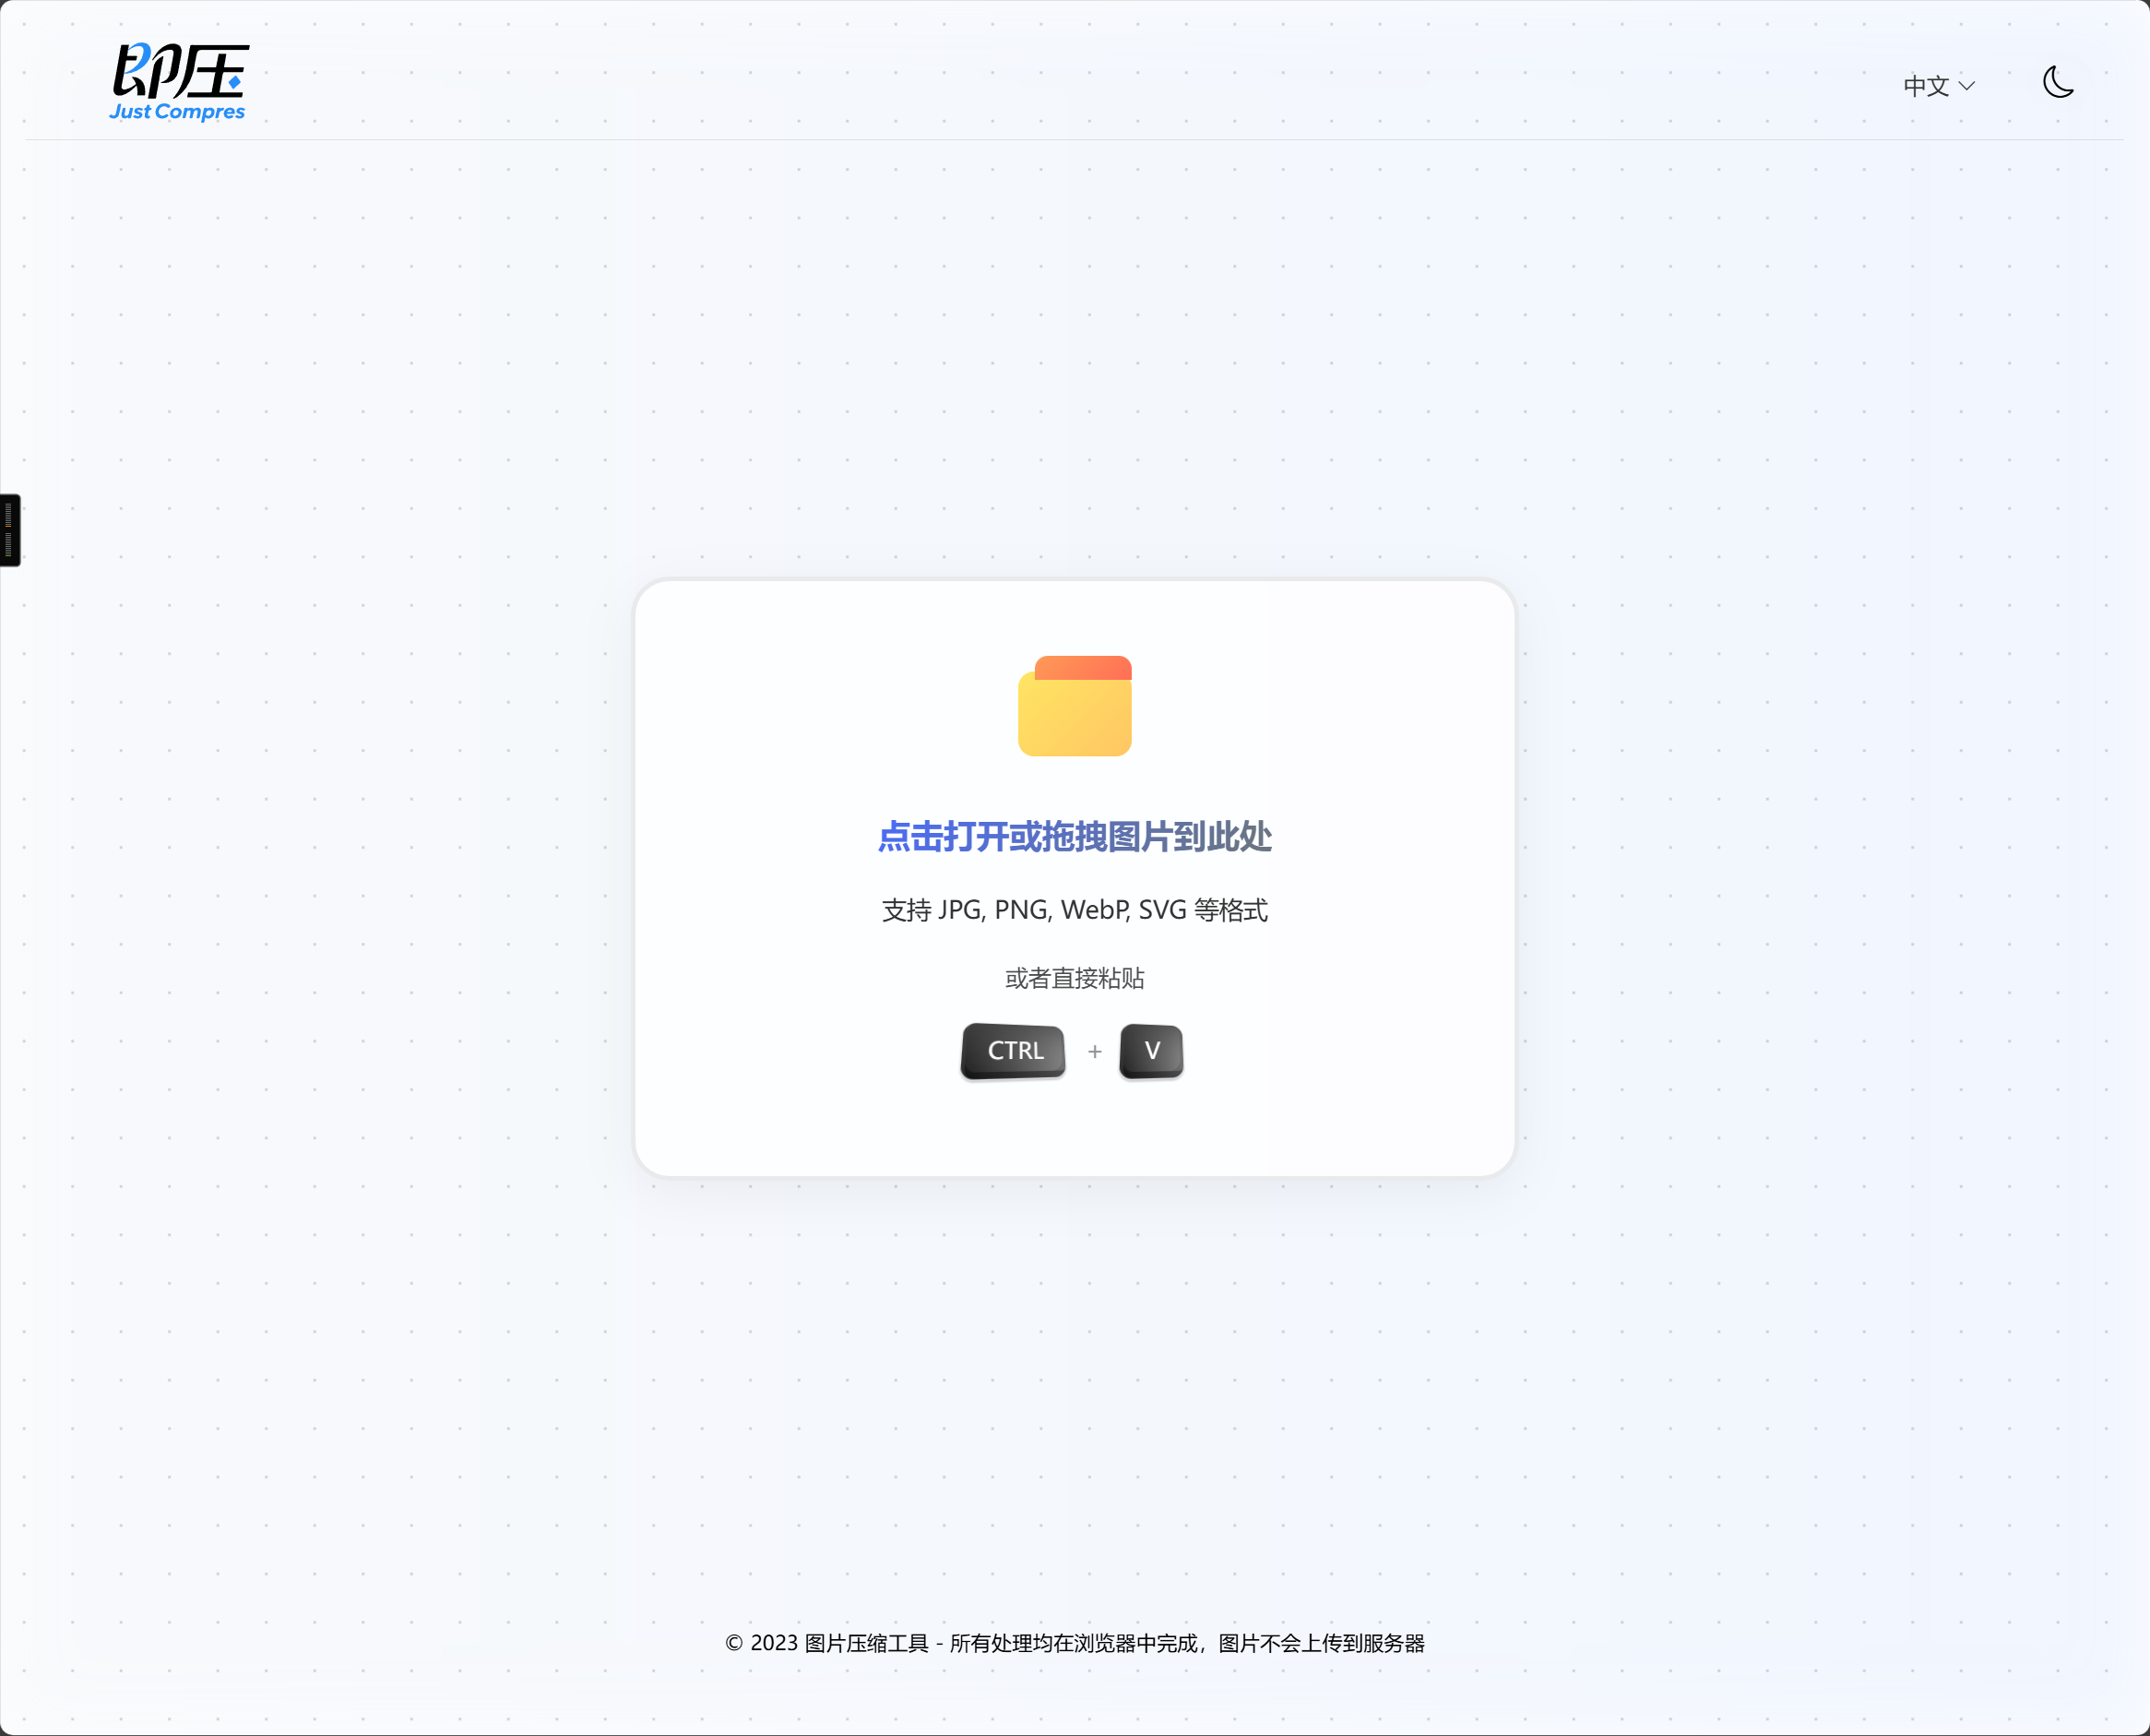 即压
Just Compres
中文
点击打开或拖拽图片到此处
支持 JPG, PNG, WebP, SVG 等格式
或者直接粘贴
CTRL + V
© 2023 图片压缩工具 - 所有处理均在浏览器中完成，图片不会上传到服务器